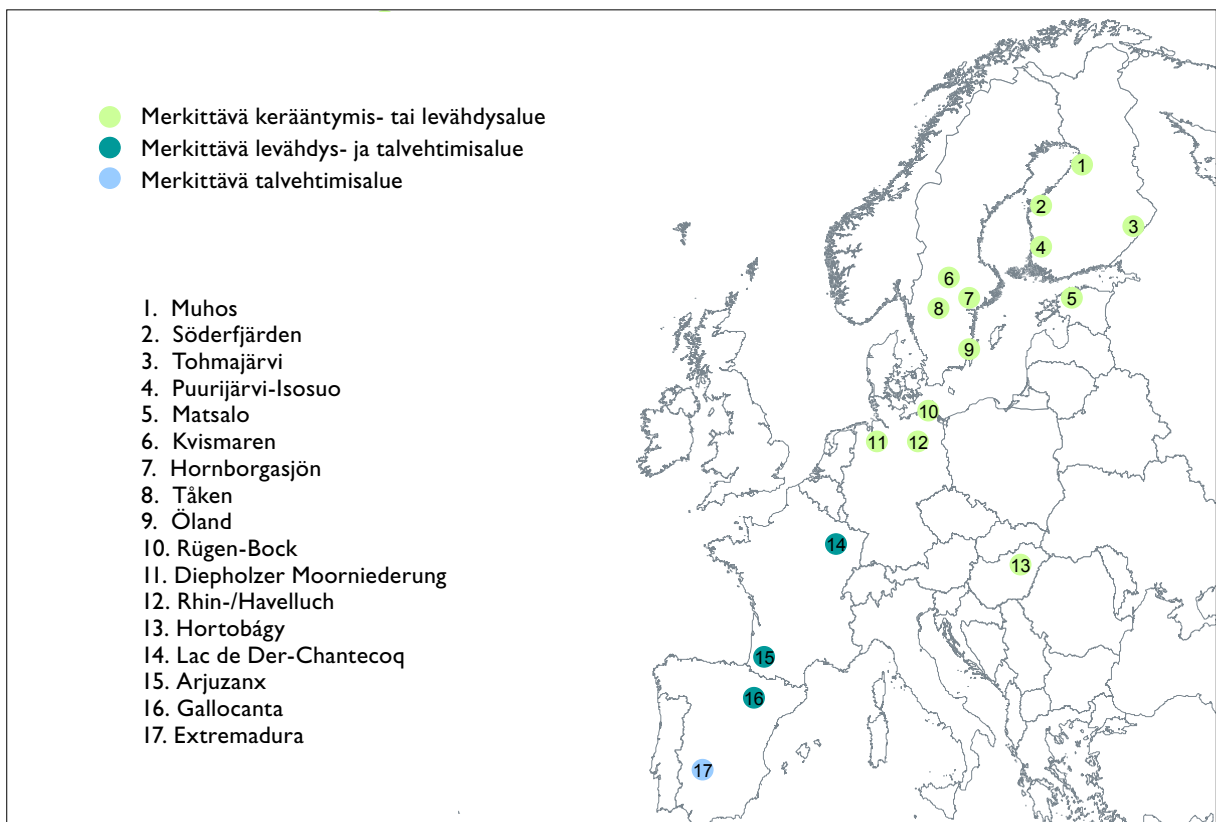 Merkittävä kerääntymis- tai levähdysalue
Merkittävä levähdys- ja talvehtimisalue
Merkittävä talvehtimisalue
1. Muhos
2. Söderfjärden
3. Tohmajärvi
4. Puurijärvi-Isosuo
5. Matsalo
6. Kvismaren
7. Hornborgasjön
8. Tåken
9. Öland
10. Rügen-Bock
11. Diepholzer Moorniederung
12. Rhin-/Havelluch
13. Hortobágy
14. Lac de Der-Chantecoq
15. Arjuzanx
16. Gallocanta
17. Extremadura
1
2
3
4
6
7
5
8
9
10
11
12
14
13
15
16
17